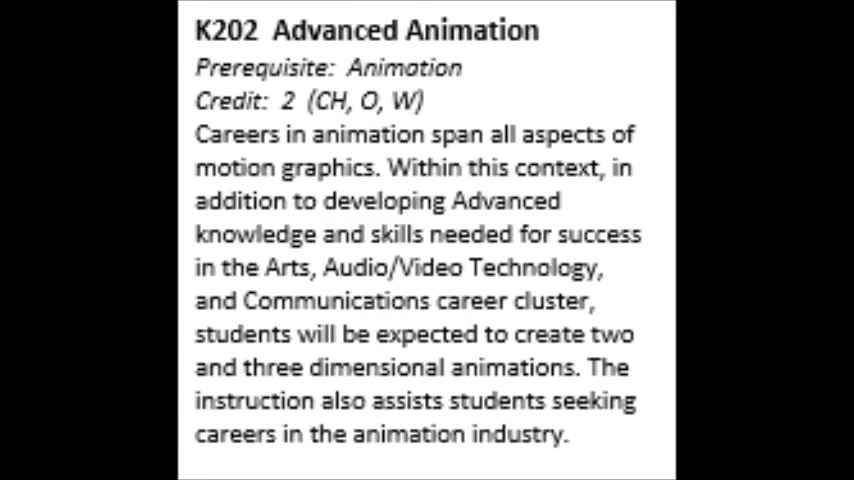 K202  Advanced Animation
Prerequisite:  Animation
Credit:  2  (CH, O, W)
Careers in animation span all aspects of
motion graphics. Within this context, in
addition to developing Advanced
knowledge and skills needed for success
in the Arts, Audio/Video Technology,
and Communications career cluster,
students will be expected to create two
and three dimensional animations. The
instruction also assists students seeking
careers in the animation industry.